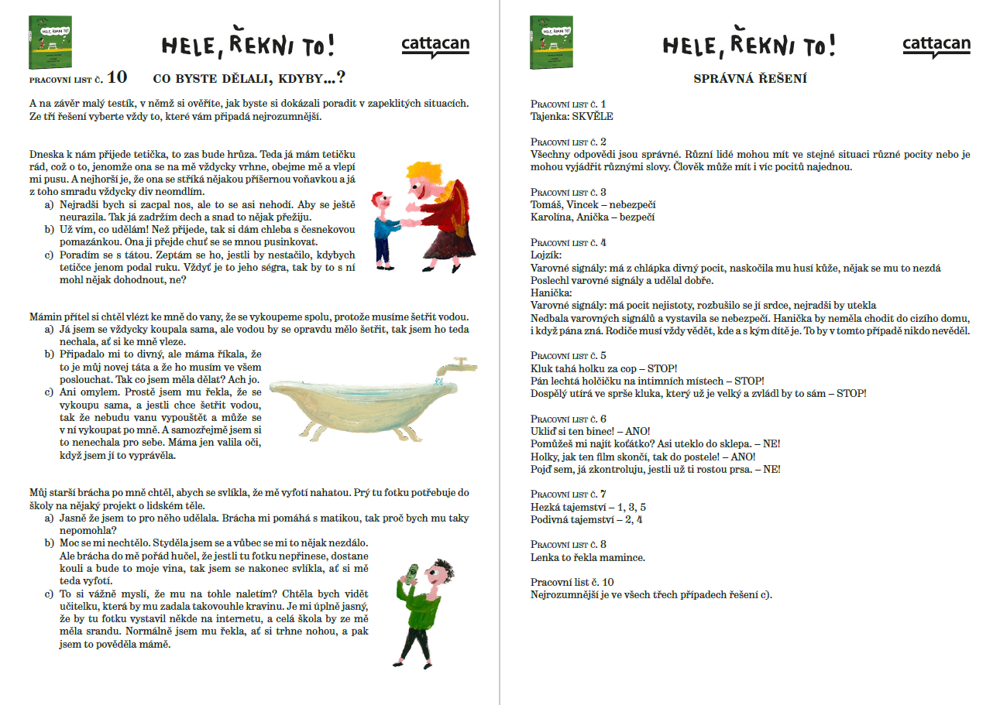 HELE, ŘEKNI TO!
HELE, ŘEKNI TO!
cattacan
PRACOVNÍ LIST Č. 10 CO BYSTE DĚLALI, KDYBY…?
A na závěr malý testík, v němž si ověříte, jak byste si dokázali poradit v zapeklitých situacích.
Ze tří řešení vyberte vždy to, které vám připadá nejrozumnější.
Dneska k nám přijede tetička, to zas bude hrůza. Teda já mám tetičku
rád, což o to, jenomže ona se na mě vždycky vrhne, obejme mě a vlepí
mi pusu. A nejhorší je, že ona se stříká nějakou příšernou voňavkou a já
z toho smradu vždycky div neomdlím.
a) Nejradši bych si zacpal nos, ale to se asi nehodí. Aby se ještě
neurazila. Tak já zadržím dech a snad to nějak přežiju.
b) Už vím, co udělám! Než přijede, tak si dám chleba s česnekovou
pomazánkou. Ona ji přejde chuť se se mnou pusinkovat.
c) Poradím se s tátou. Zeptám se ho, jestli by nestačilo, kdybych
tetičce jenom podal ruku. Vždyť je to jeho ségra, tak by to s ní
mohl nějak dohodnout, ne?
Mámin přítel si chtěl vlézt ke mně do vany, že se vykoupeme spolu, protože musíme šetřit vodou.
a) Já jsem se vždycky koupala sama, ale vodou by se opravdu mělo šetřit, tak jsem ho teda
nechala, ať si ke mně vleze.
b) Připadalo mi to divný, ale máma říkala, že
to je můj novej táta a že ho musím ve všem
poslouchat. Tak co jsem měla dělat? Ach jo.
c) Ani omylem. Prostě jsem mu řekla, že se
vykoupu sama, a jestli chce šetřit vodou,
tak že nebudu vanu vypouštět a může se
v ní vykoupat po mně. A samozřejmě jsem si
to nenechala pro sebe. Máma jen valila oči,
když jsem jí to vyprávěla.
Můj starší brácha po mně chtěl, abych se svlíkla, že mě vyfotí nahatou. Prý tu fotku potřebuje do
školy na nějaký projekt o lidském těle.
a) Jasně že jsem to pro něho udělala. Brácha mi pomáhá s matikou, tak proč bych mu taky
nepomohla?
b) Moc se mi nechtělo. Styděla jsem se a vůbec se mi to nějak nezdálo.
Ale brácha do mě pořád hučel, že jestli tu fotku nepřinese, dostane
kouli a bude to moje vina, tak jsem se nakonec svlíkla, ať si mě
teda vyfotí.
c) To si vážně myslí, že mu na tohle naletím? Chtěla bych vidět
učitelku, která by mu zadala takovouhle kravinu. Je mi úplně jasný,
že by tu fotku vystavil někde na internetu, a celá škola by ze mě
měla srandu. Normálně jsem mu řekla, ať si trhne nohou, a pak
jsem to pověděla mámě.
HELE, ŘEKNI TO!
HELE, ŘEKNI TO!
cattacan
SPRÁVNÁ ŘEŠENÍ
PRACOVNÍ LIST Č. 1
Tajenka: SKVĚLE
PRACOVNÍ LIST Č. 2
Všechny odpovědi jsou správné. Různí lidé mohou mít ve stejné situaci různé pocity nebo je
mohou vyjádřit různými slovy. Člověk může mít i víc pocitů najednou.
PRACOVNÍ LIST Č. 3
Tomáš, Vincek – nebezpečí
Karolína, Anička – bezpečí
PRACOVNÍ LIST Č. 4
Lojzík:
Varovné signály: má z chlápka divný pocit, naskočila mu husí kůže, nějak se mu to nezdá
Poslechl varovné signály a udělal dobře.
Hanička:
Varovné signály: má pocit nejistoty, rozbušilo se jí srdce, nejradši by utekla
Nedbala varovných signálů a vystavila se nebezpečí. Hanička by neměla chodit do cizího domu,
i když pána zná. Rodiče musí vždy vědět, kde a s kým dítě je. To by v tomto případě nikdo nevěděl.
PRACOVNÍ LIST Č. 5
Kluk tahá holku za cop – STOP!
Pán lechtá holčičku na intimních místech – STOP!
Dospělý utírá ve sprše kluka, který už je velký a zvládl by to sám – STOP!
PRACOVNÍ LIST Č. 6
Ukliď si ten binec! – ANO!
Pomůžeš mi najít koťátko? Asi uteklo do sklepa. – NE!
Holky, jak ten film skončí, tak do postele! – ANO!
Pojď sem, já zkontroluju, jestli už ti rostou prsa. – NE!
PRACOVNÍ LIST Č. 7
Hezká tajemství – 1, 3, 5
Podivná tajemství – 2, 4
PRACOVNÍ LIST Č. 8
Lenka to řekla mamince.
Pracovní list č. 10
Nejrozumnější je ve všech třech případech řešení c).